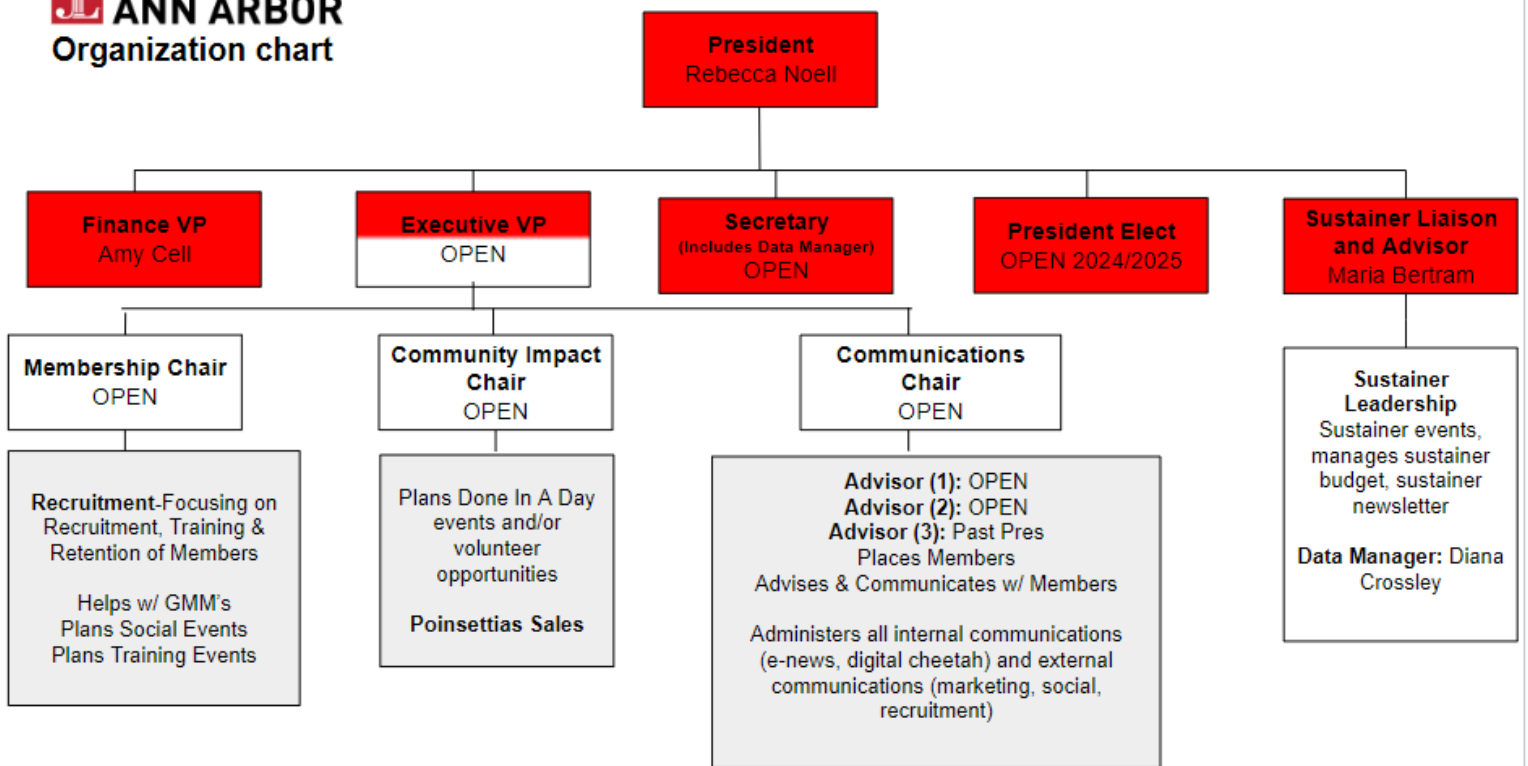 JL ANN ARBOR
Organization chart
President
Rebecca Noell
Finance VP
Amy Cell
Executive VP
OPEN
Secretary
(Includes Data Manager)
OPEN
President Elect
OPEN 2024/2025
Sustainer Liaison
and Advisor
Maria Bertram
Membership Chair
OPEN
Community Impact
Chair
OPEN
Communications
Chair
OPEN
Sustainer
Leadership
Sustainer events,
manages sustainer
budget, sustainer
newsletter
Data Manager: Diana
Crossley
Recruitment-Focusing on
Recruitment, Training &
Retention of Members
Helps w/ GMM's
Plans Social Events
Plans Training Events
Plans Done In A Day
events and/or
volunteer
opportunities
Poinsettias Sales
Advisor (1): OPEN
Advisor (2): OPEN
Advisor (3): Past Pres
Places Members
Advises & Communicates w/ Members
Administers all internal communications
(e-news, digital cheetah) and external
communications (marketing, social,
recruitment)